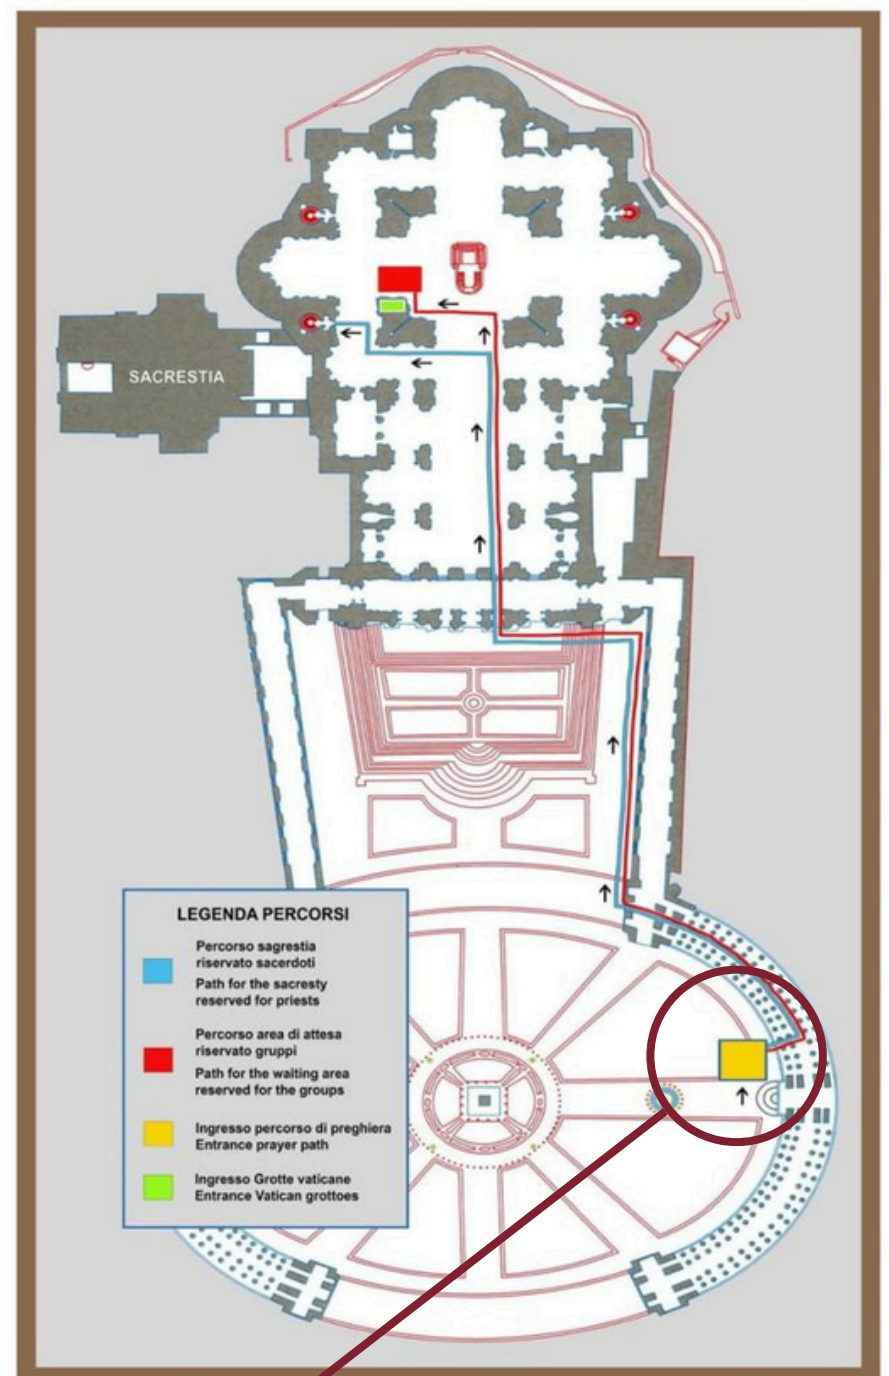 SACRESTIA
LEGENDA PERCORSI
Percorso sagrestia
riservato sacerdoti
Path for the sacresty
reserved for priests
Percorso area di attesa
riservato gruppi
Path for the waiting area
reserved for the groups
Ingresso percorso di preghiera
Entrance prayer path
Ingresso Grotte vaticane
Entrance Vatican grottoes